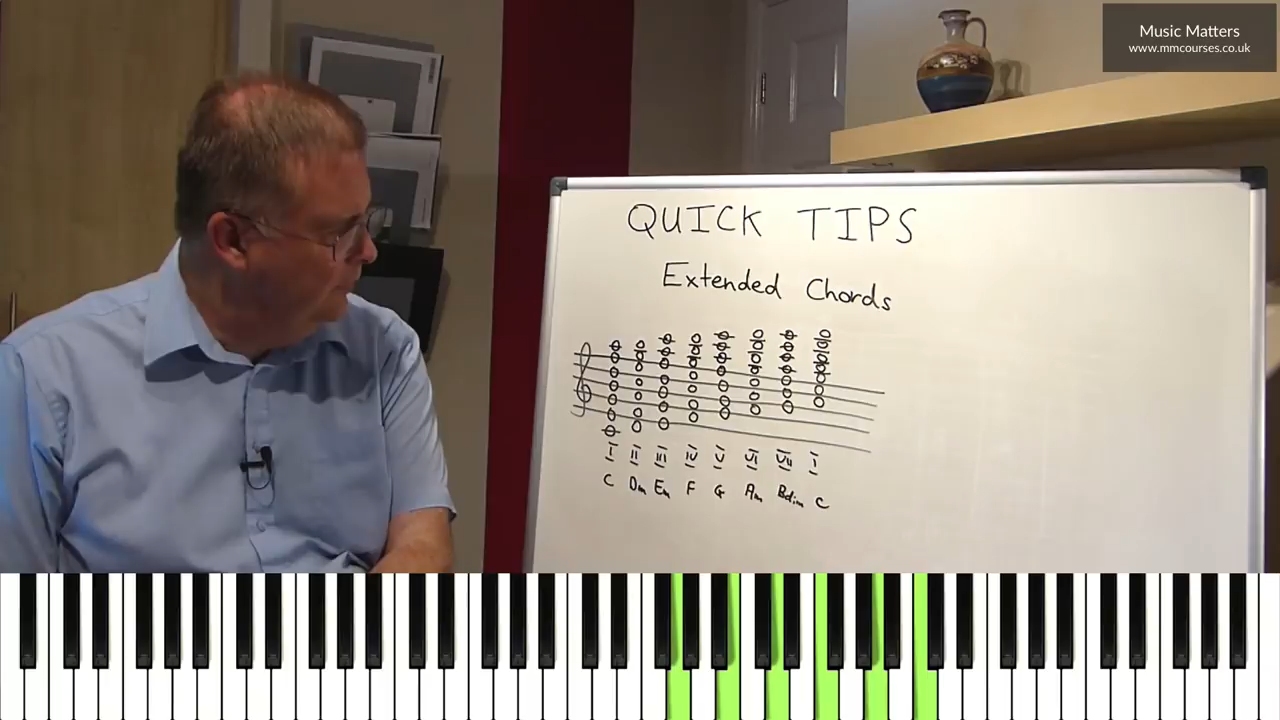 Music Matters
www.mmcourses.co.uk
QUICK TIPS
Extended Chords
I II III IV V VI VII I
C Dm Em F G Am Bdim C